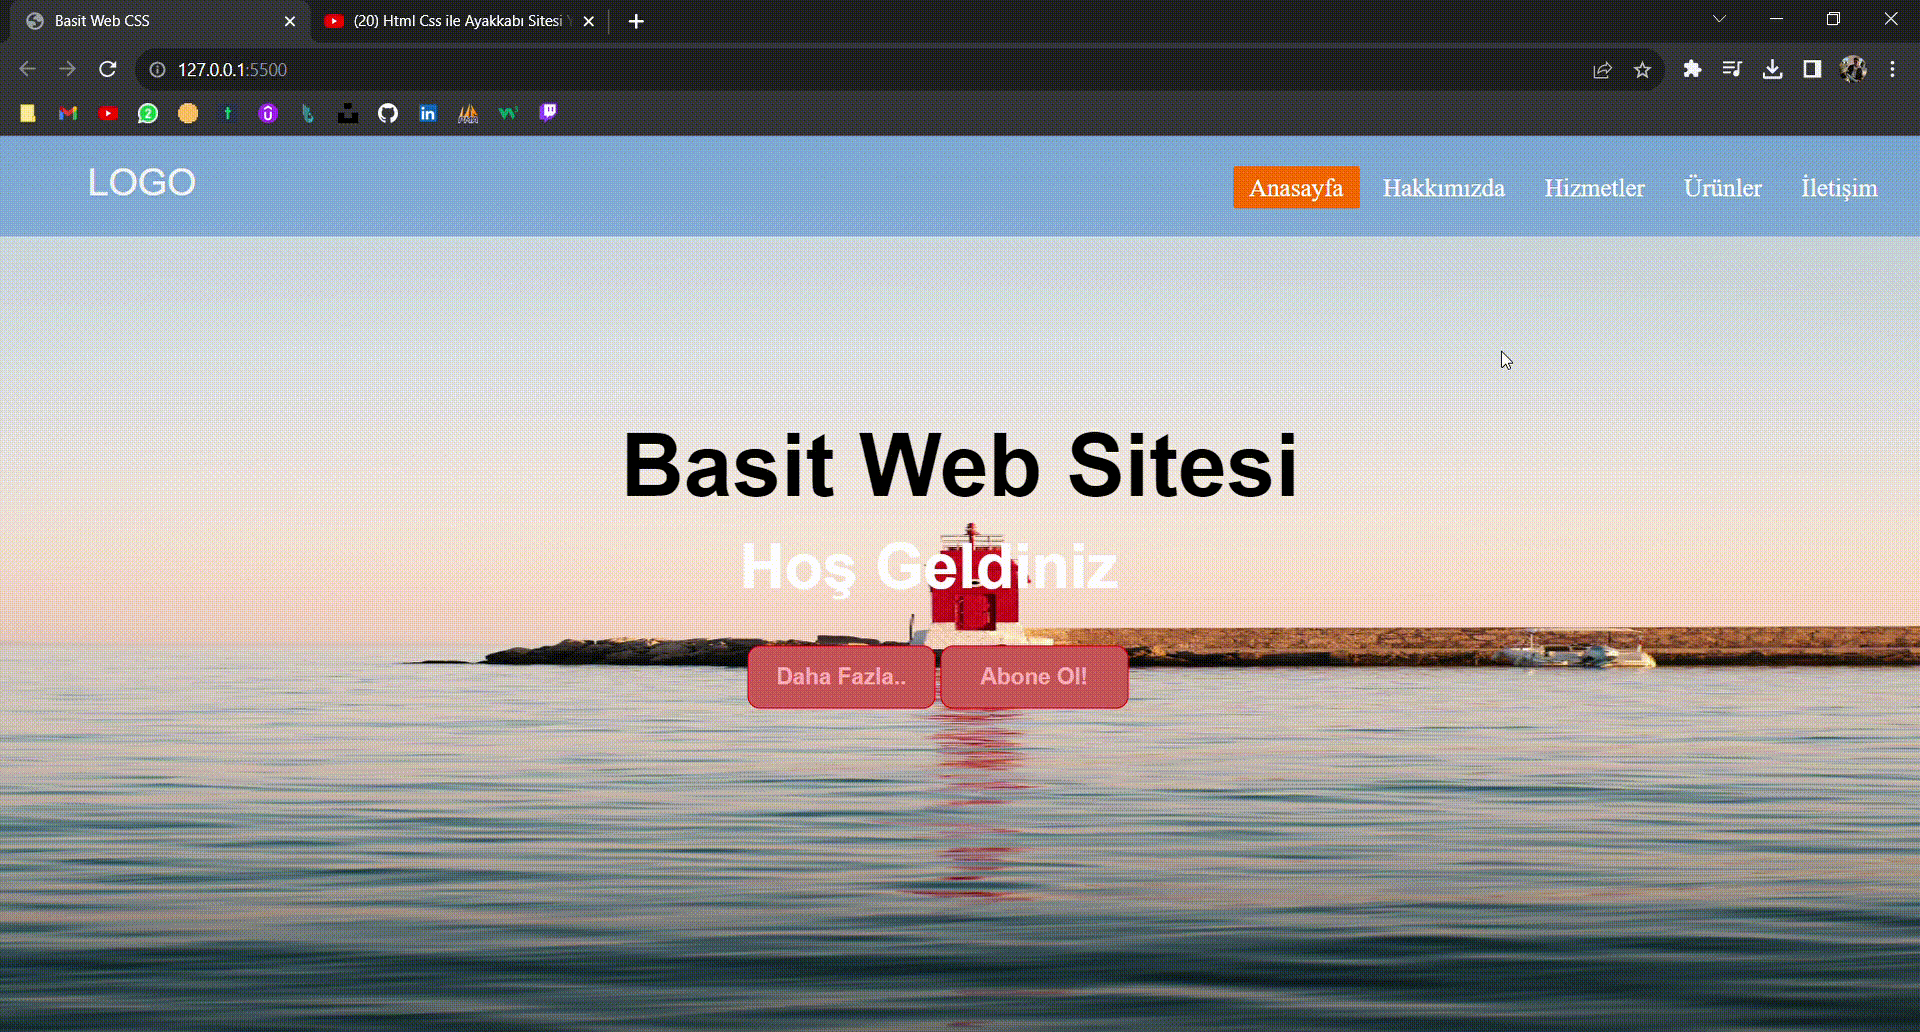 Basit Web CSS
(20) Html Css ile Ayakkabı Sitesi
127.0.0.1:5500
LOGO
Anasayfa Hakkımızda Hizmetler Ürünler İletişim
Basit Web Sitesi
Hoş Geldiniz
Daha Fazla.. Abone Ol!